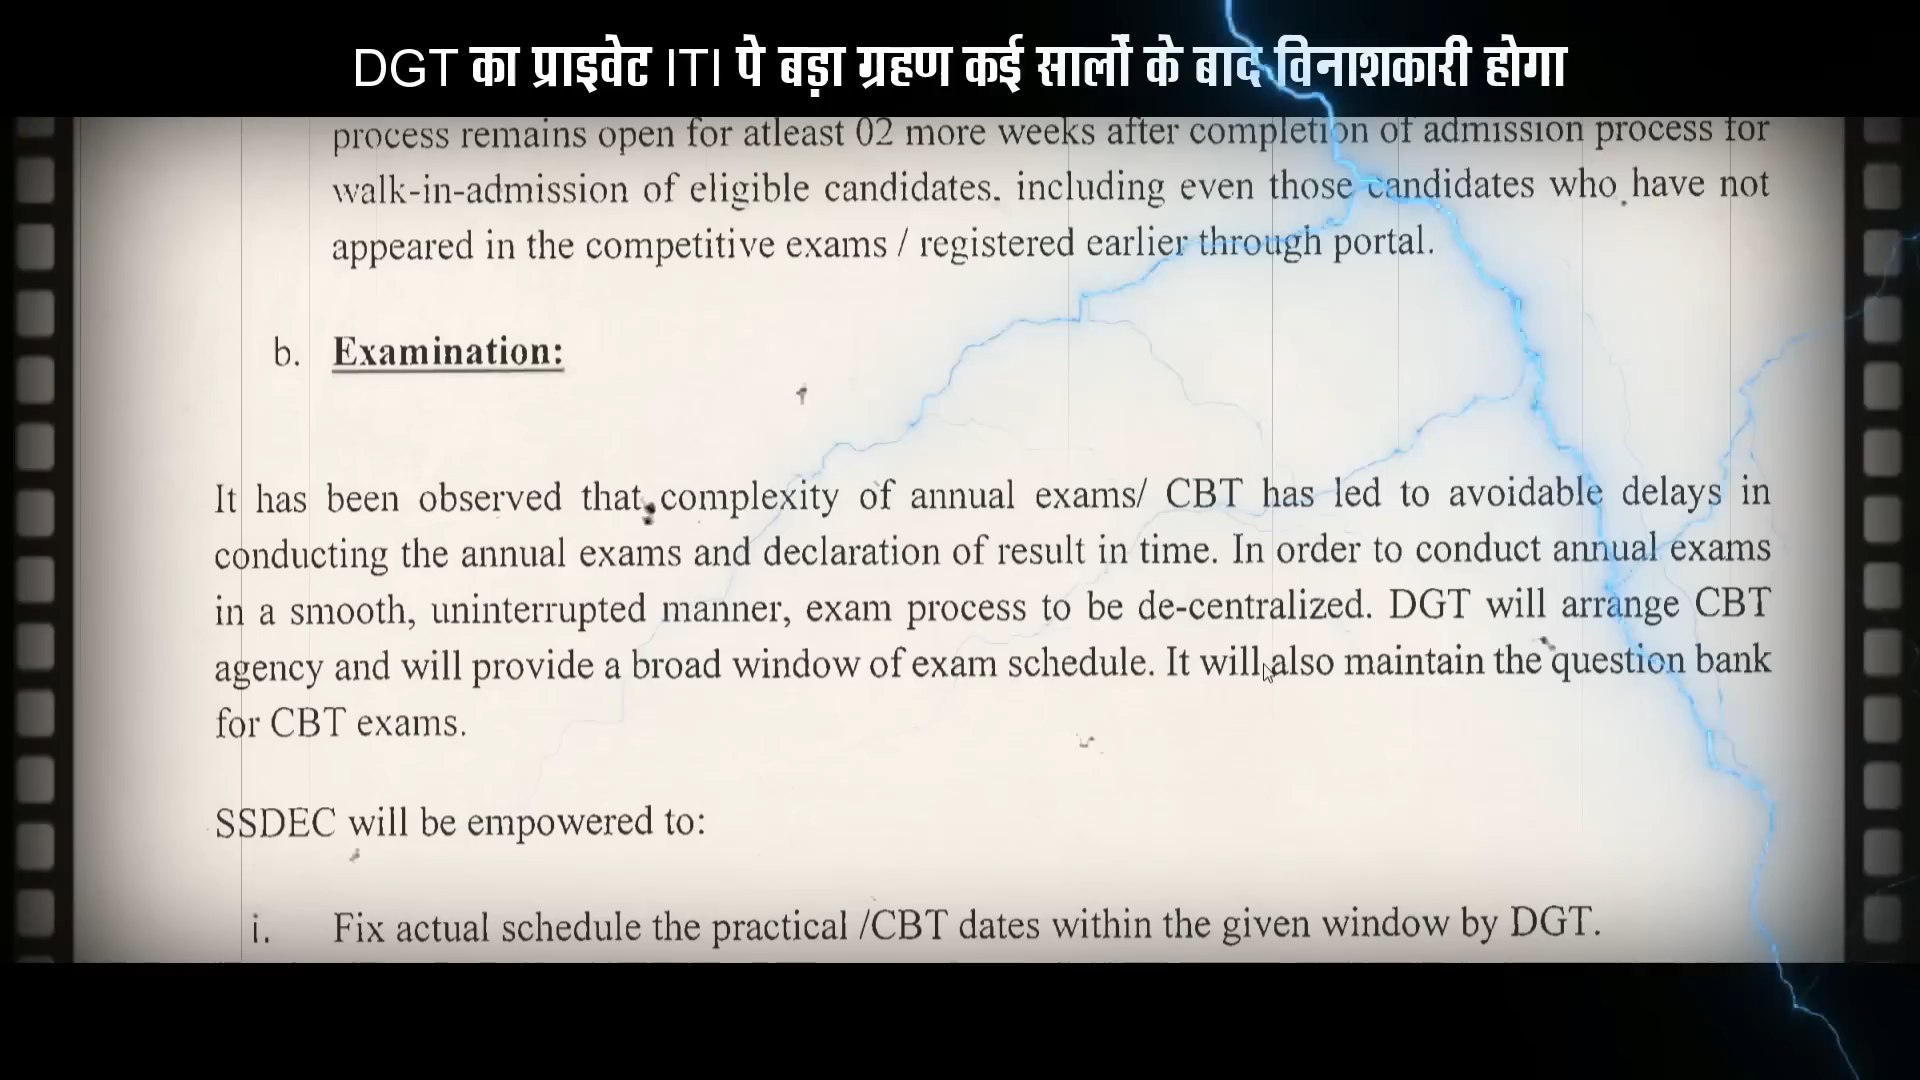 DGT का प्राइवेट ITI पे बड़ा ग्रहण कई सालों के बाद विनाशकारी होगा
process remains open for atleast 02 more weeks after completion of admission process for
walk-in-admission of eligible candidates. including even those candidates who have not
appeared in the competitive exams / registered earlier through portal.
b. Examination:
It has been observed that complexity of annual exams/ CBT has led to avoidable delays in
conducting the annual exams and declaration of result in time. In order to conduct annual exams
in a smooth, uninterrupted manner, exam process to be de-centralized. DGT will arrange CBT
agency and will provide a broad window of exam schedule. It will also maintain the question bank
for CBT exams.
SSDEC will be empowered to:
i. Fix actual schedule the practical /CBT dates within the given window by DGT.